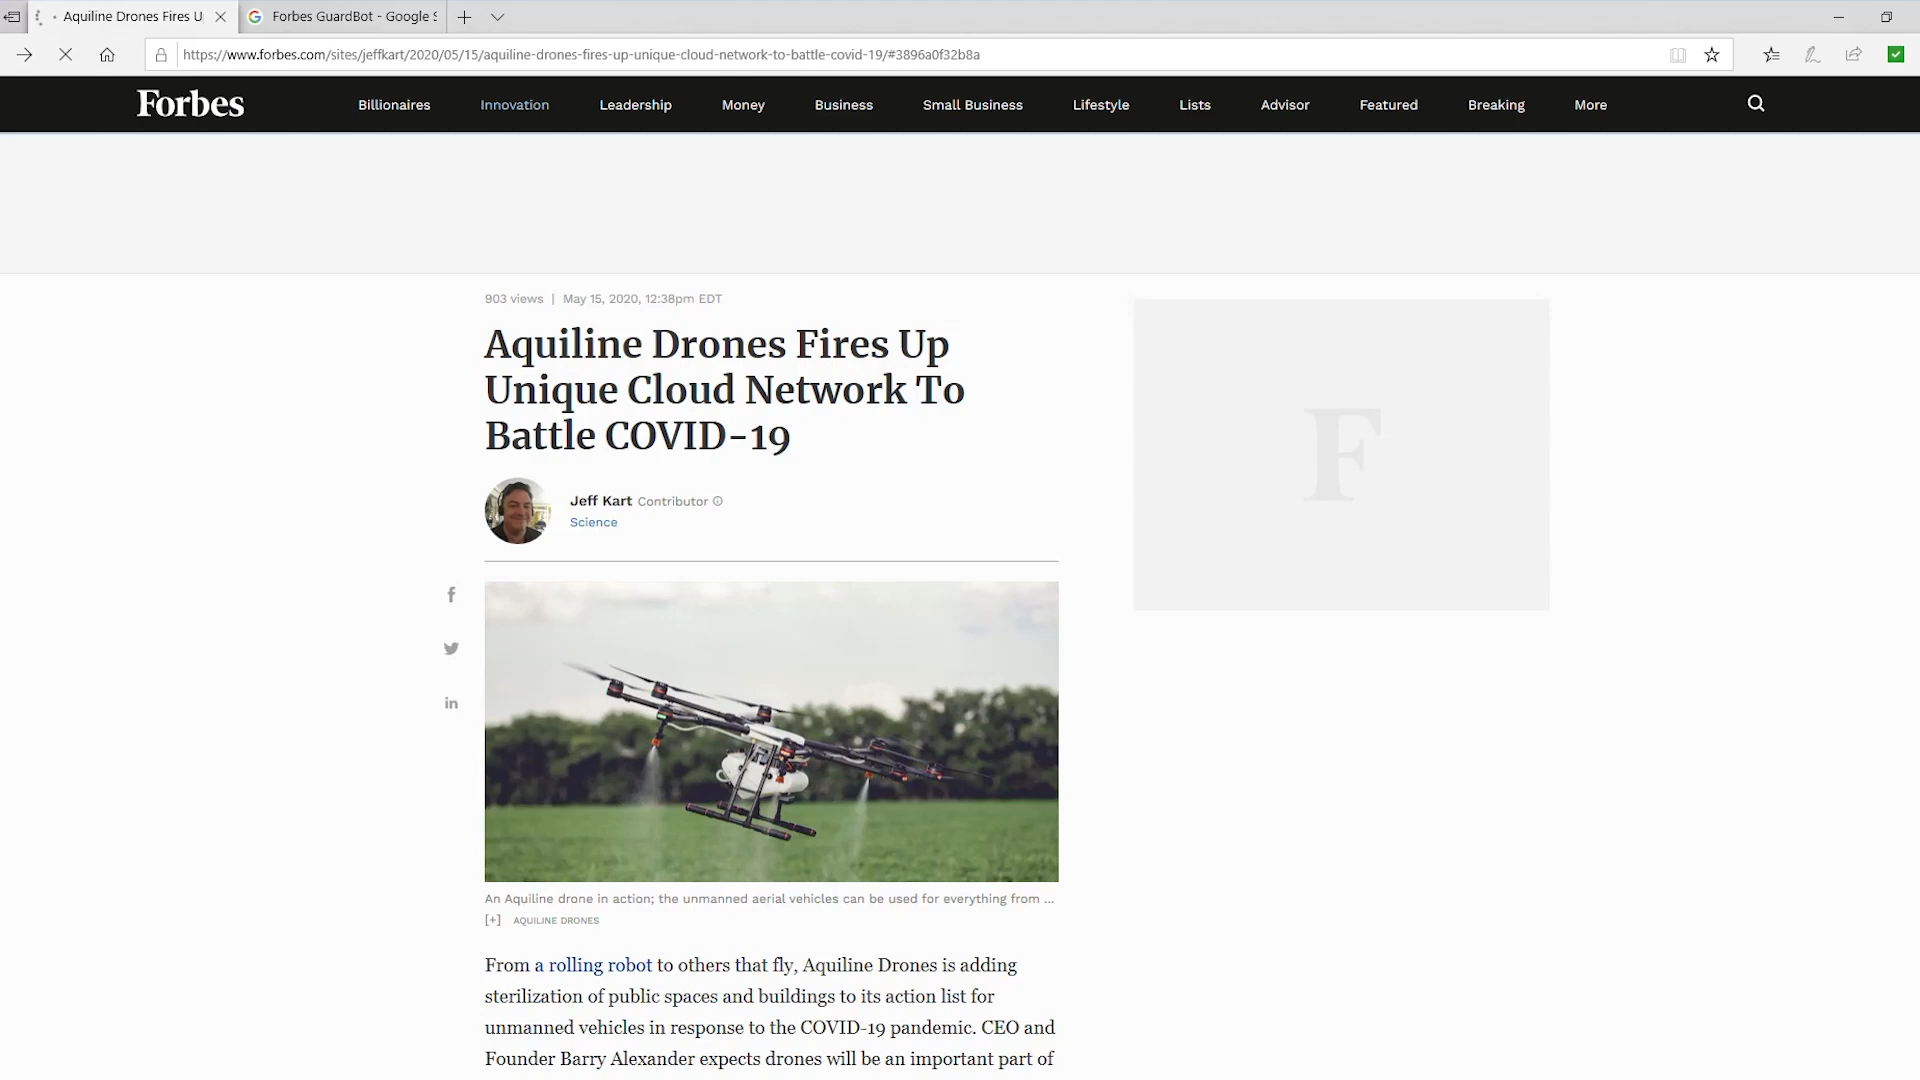 Aquiline Drones Fires U
Forbes GuardBot - Google S
https://www.forbes.com/sites/jeffkart/2020/05/15/aquiline-drones-fires-up-unique-cloud-network-to-battle-covid-19/#3896a0f32b8a
Forbes
Billionaires
Innovation
Leadership
Money
Business
Small Business
Lifestyle
Lists
Advisor
Featured
Breaking
More
903 views | May 15, 2020, 12:38pm EDT
Aquiline Drones Fires Up
Unique Cloud Network To
Battle COVID-19
Jeff Kart Contributor
Science
F
f
in
An Aquiline drone in action; the unmanned aerial vehicles can be used for everything from ...
[+] AQUILINE DRONES
From a rolling robot to others that fly, Aquiline Drones is adding
sterilization of public spaces and buildings to its action list for
unmanned vehicles in response to the COVID-19 pandemic. CEO and
Founder Barry Alexander expects drones will be an important part of